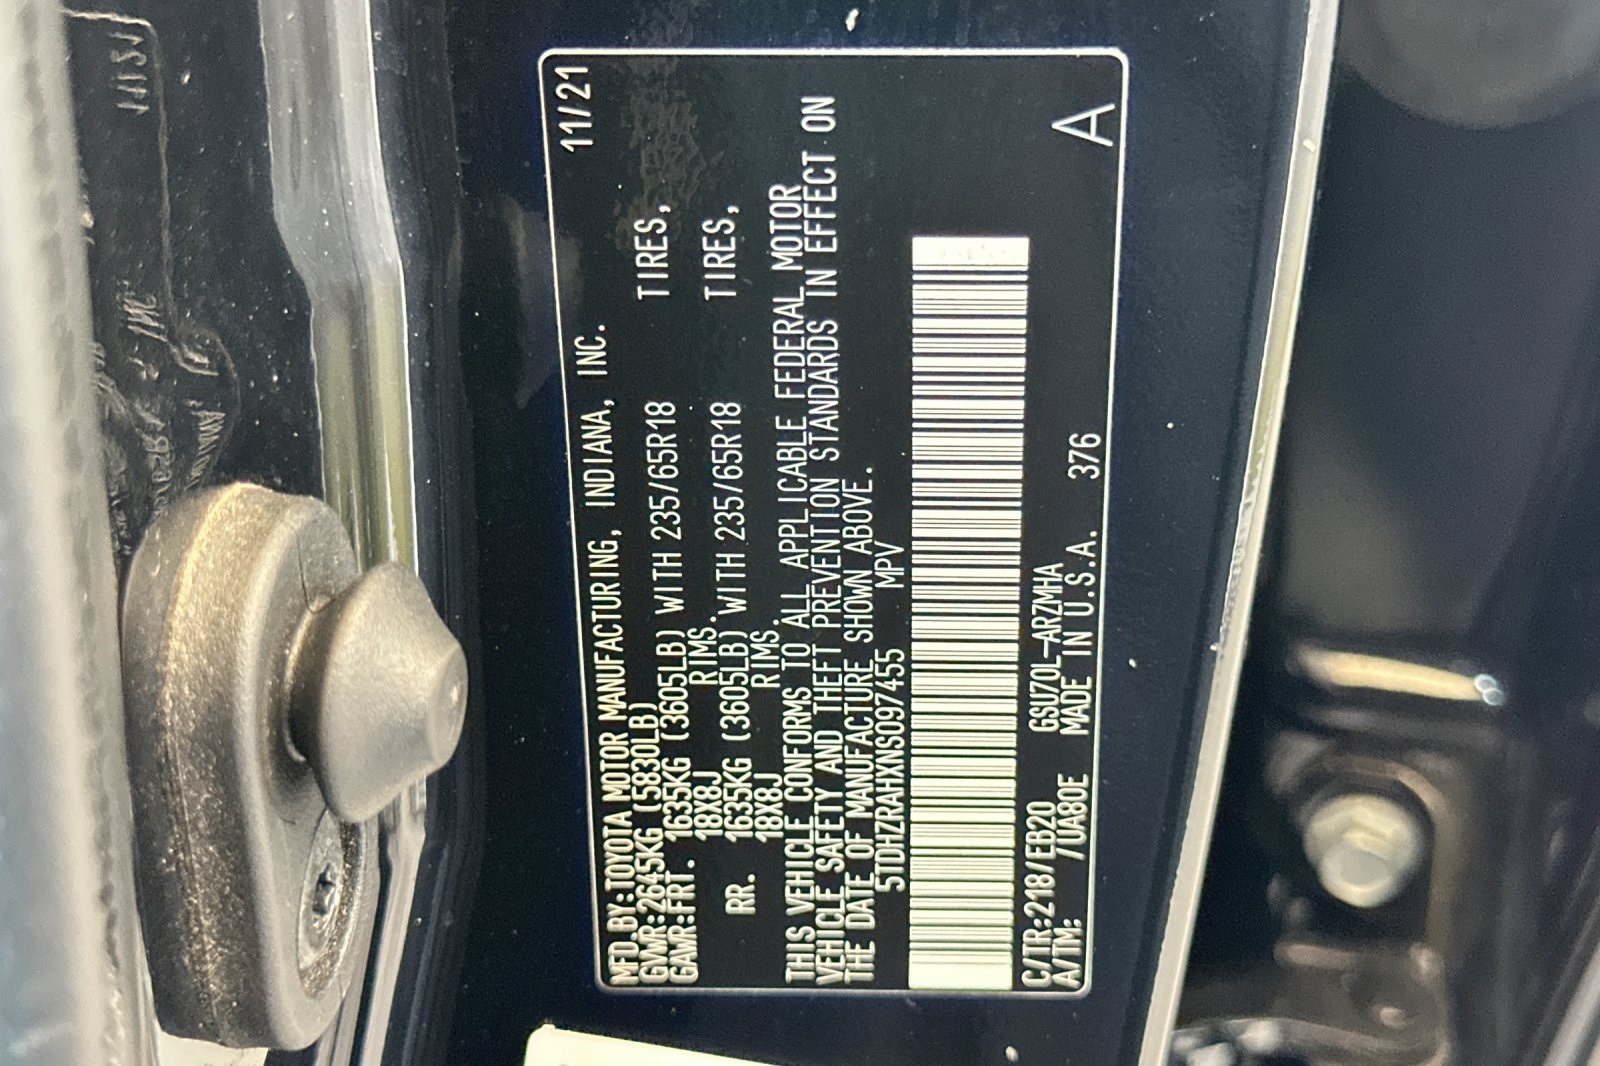 11/21
MFD.BY:TOYOTA MOTOR MANUFACTURING, INDIANA, INC.
GVWR:2645KG (5830LB)
GAWR:FRT. 1635KG (3605LB) WITH 235/65R18 TIRES,
18X8J RIMS.
RR. 1635KG (3605LB) WITH 235/65R18 TIRES,
18X8J RIMS.
THIS VEHICLE CONFORMS TO ALL APPLICABLE FEDERAL MOTOR
VEHICLE SAFETY AND THEFT PREVENTION STANDARDS IN EFFECT ON
THE DATE OF MANUFACTURE SHOWN ABOVE.
5TDHZRAHXNS097455 MPV
C/TR:218/EB20 GSU70L-ARZMHA
A/TM: /UA80E MADE IN U.S.A. 376
A